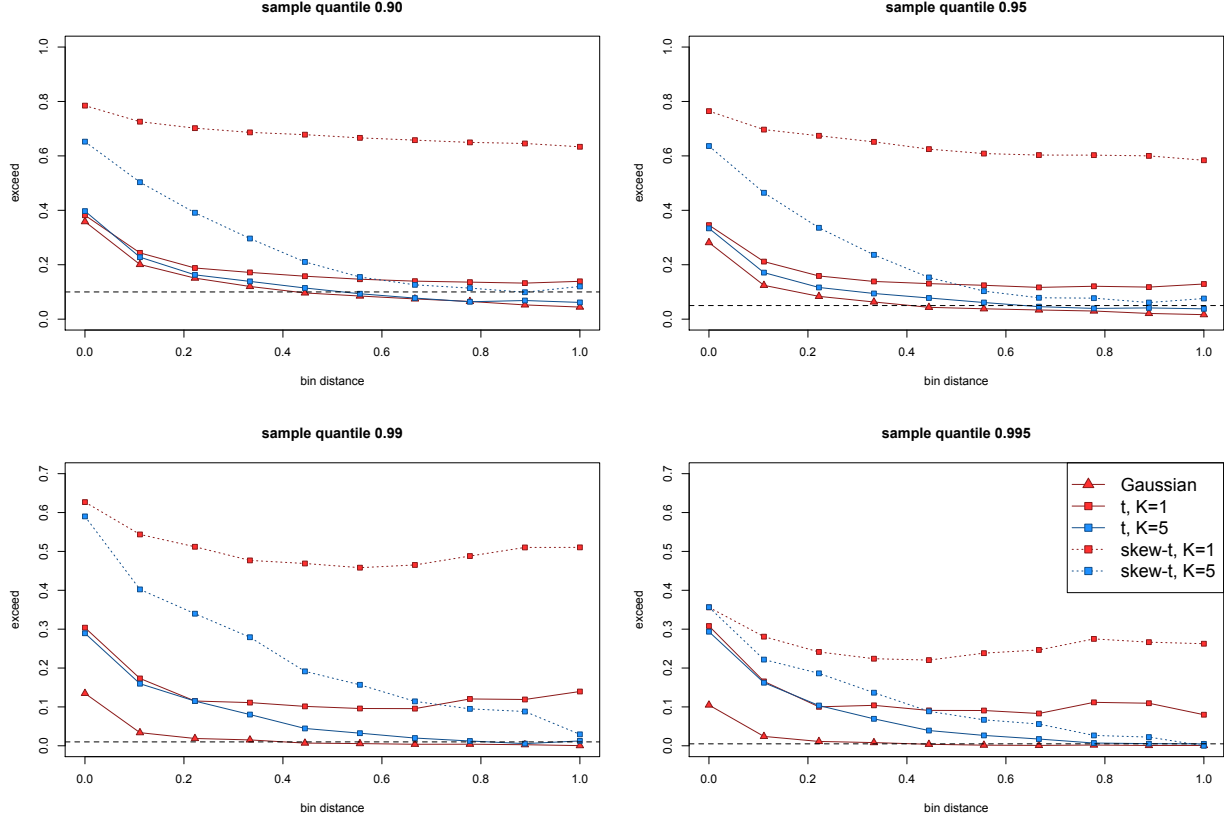 sample quantile 0.90
exceed
1.0
0.8
0.6
0.4
0.2
0.0
0.0 0.2 0.4 0.6 0.8 1.0
bin distance
sample quantile 0.95
exceed
1.0
0.8
0.6
0.4
0.2
0.0
0.0 0.2 0.4 0.6 0.8 1.0
bin distance
sample quantile 0.99
exceed
0.7
0.6
0.5
0.4
0.3
0.2
0.1
0.0
0.0 0.2 0.4 0.6 0.8 1.0
bin distance
sample quantile 0.995
exceed
0.7
0.6
0.5
0.4
0.3
0.2
0.1
0.0
0.0 0.2 0.4 0.6 0.8 1.0
bin distance
Gaussian
t, K=1
t, K=5
skew-t, K=1
skew-t, K=5